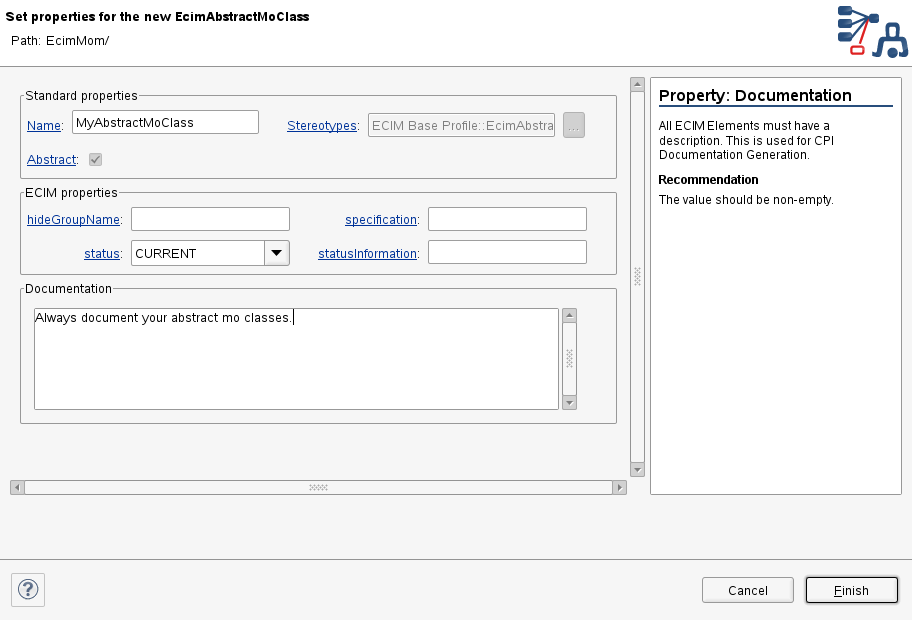 Set properties for the new EcimAbstractMoClass
Path: EcimMom/
Standard properties
Name: MyAbstractMoClass Stereotypes: ECIM Base Profile::EcimAbstra ...
Abstract:
ECIM properties
hideGroupName: specification:
status: CURRENT statusInformation:
Documentation
Always document your abstract mo classes.
Property: Documentation
All ECIM Elements must have a
description. This is used for CPI
Documentation Generation.
Recommendation
The value should be non-empty.
? Cancel Finish